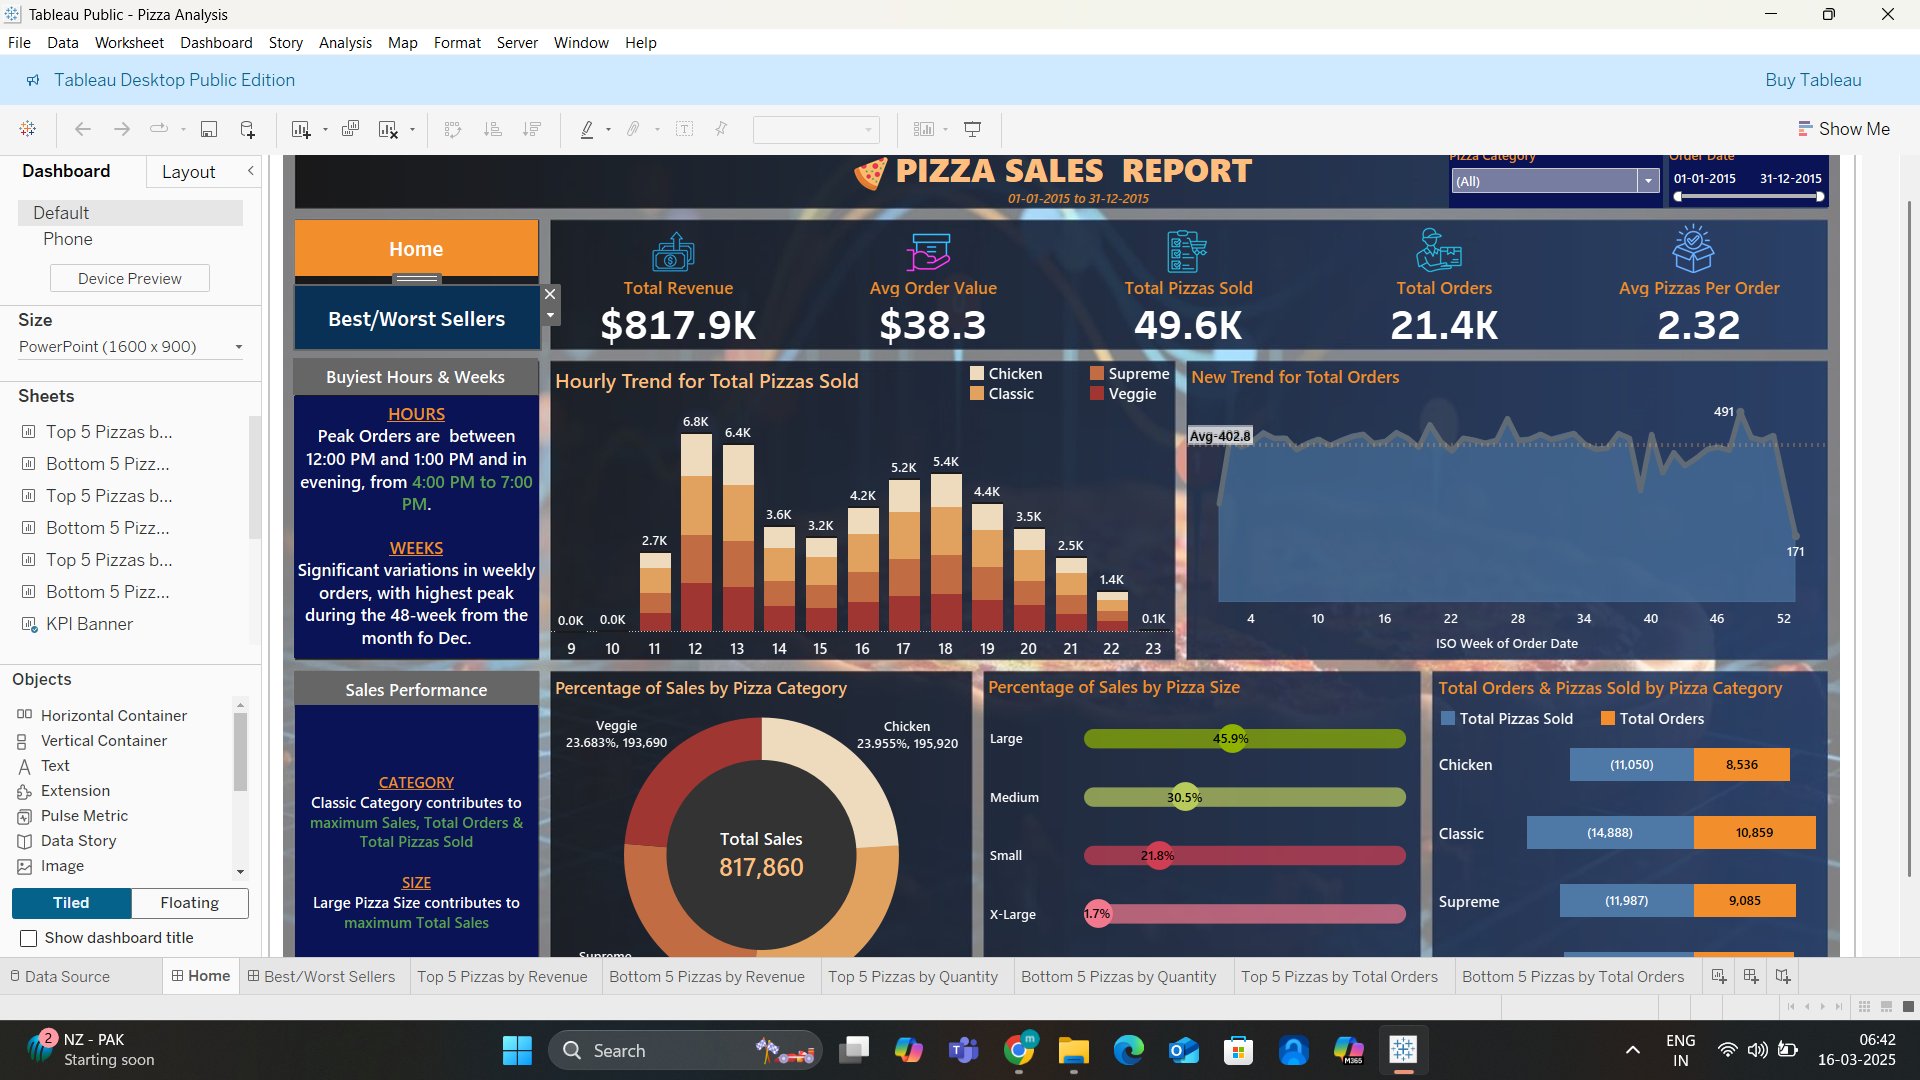 Tableau Public - Pizza Analysis
File Data Worksheet Dashboard Story Analysis Map Format Server Window Help
Tableau Desktop Public Edition
Buy Tableau
Show Me
Dashboard
Layout
Default
Phone
Device Preview
Size
PowerPoint (1600 x 900)
Sheets
Top 5 Pizzas b...
Bottom 5 Pizz...
Top 5 Pizzas b...
Bottom 5 Pizz...
Top 5 Pizzas b...
Bottom 5 Pizz...
KPI Banner
Objects
Horizontal Container
Vertical Container
Text
Extension
Pulse Metric
Data Story
Image
Tiled
Floating
Show dashboard title
PIZZA SALES REPORT
01-01-2015 to 31-12-2015
Pizza Category
(All)
Order Date
01-01-2015 31-12-2015
Home
Best/Worst Sellers
Total Revenue
$817.9K
Avg Order Value
$38.3
Total Pizzas Sold
49.6K
Total Orders
21.4K
Avg Pizzas Per Order
2.32
Buyiest Hours & Weeks
HOURS
Peak Orders are between
12:00 PM and 1:00 PM and in
evening, from 4:00 PM to 7:00
PM.
WEEKS
Significant variations in weekly
orders, with highest peak
during the 48-week from the
month fo Dec.
Hourly Trend for Total Pizzas Sold
Chicken
Supreme
Classic
Veggie
0.0K
0.0K
2.7K
6.8K
6.4K
3.6K
3.2K
4.2K
5.2K
5.4K
4.4K
3.5K
2.5K
1.4K
0.1K
9 10 11 12 13 14 15 16 17 18 19 20 21 22 23
New Trend for Total Orders
491
Avg-402.8
171
4 10 16 22 28 34 40 46 52
ISO Week of Order Date
Sales Performance
CATEGORY
Classic Category contributes to
maximum Sales, Total Orders &
Total Pizzas Sold
SIZE
Large Pizza Size contributes to
maximum Total Sales
Percentage of Sales by Pizza Category
Veggie
23.683%, 193,690
Chicken
23.955%, 195,920
Total Sales
817,860
Supreme
Percentage of Sales by Pizza Size
Large
45.9%
Medium
30.5%
Small
21.8%
X-Large
1.7%
Total Orders & Pizzas Sold by Pizza Category
Total Pizzas Sold
Total Orders
Chicken
(11,050)
8,536
Classic
(14,888)
10,859
Supreme
(11,987)
9,085
Data Source
Home
Best/Worst Sellers
Top 5 Pizzas by Revenue
Bottom 5 Pizzas by Revenue
Top 5 Pizzas by Quantity
Bottom 5 Pizzas by Quantity
Top 5 Pizzas by Total Orders
Bottom 5 Pizzas by Total Orders
2
NZ - PAK
Starting soon
Search
m
M365
ENG
IN
06:42
16-03-2025